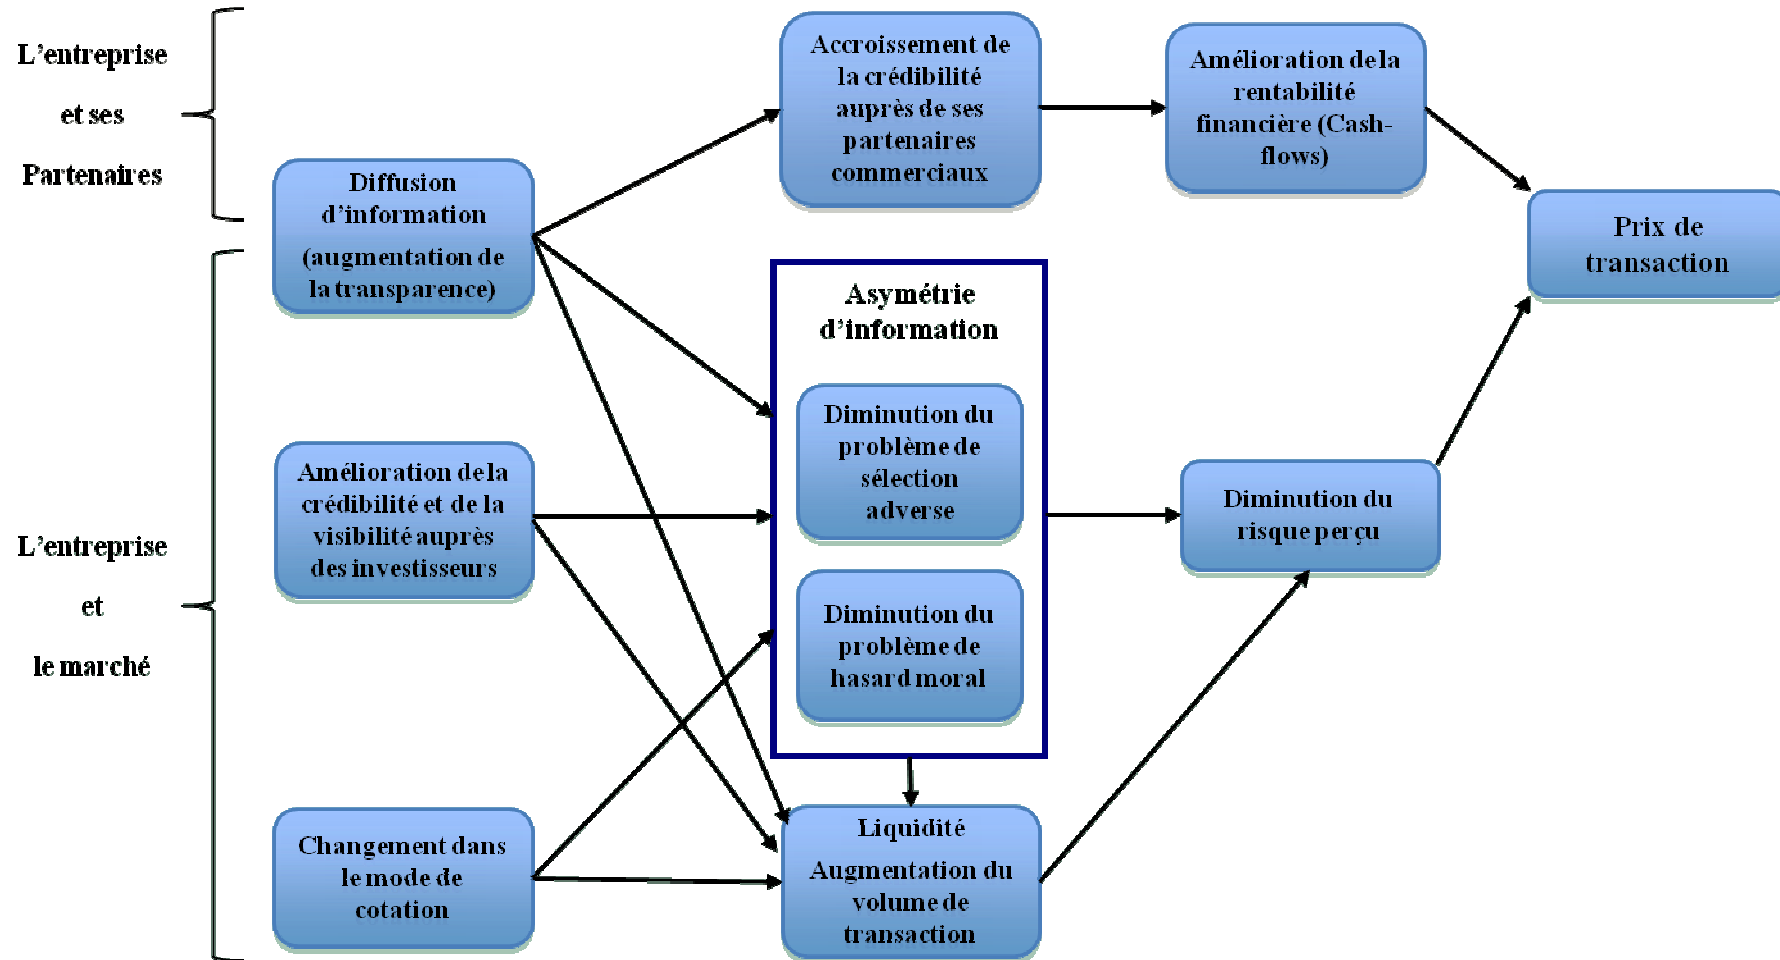 L’entreprise
et ses
Partenaires
Diffusion
d’information
(augmentation de
la transparence)
Accroissement de
la crédibilité
auprès de ses
partenaires
commerciaux
Amélioration de la
rentabilité
financière (Cash-
flows)
Prix de
transaction
L’entreprise
et
le marché
Amélioration de la
crédibilité et de la
visibilité auprès
des investisseurs
Asymétrie
d’information
Diminution du
problème de
sélection
adverse
Diminution du
problème de
hasard moral
Diminution du
risque perçu
Changement dans
le mode de
cotation
Liquidité
Augmentation du
volume de
transaction